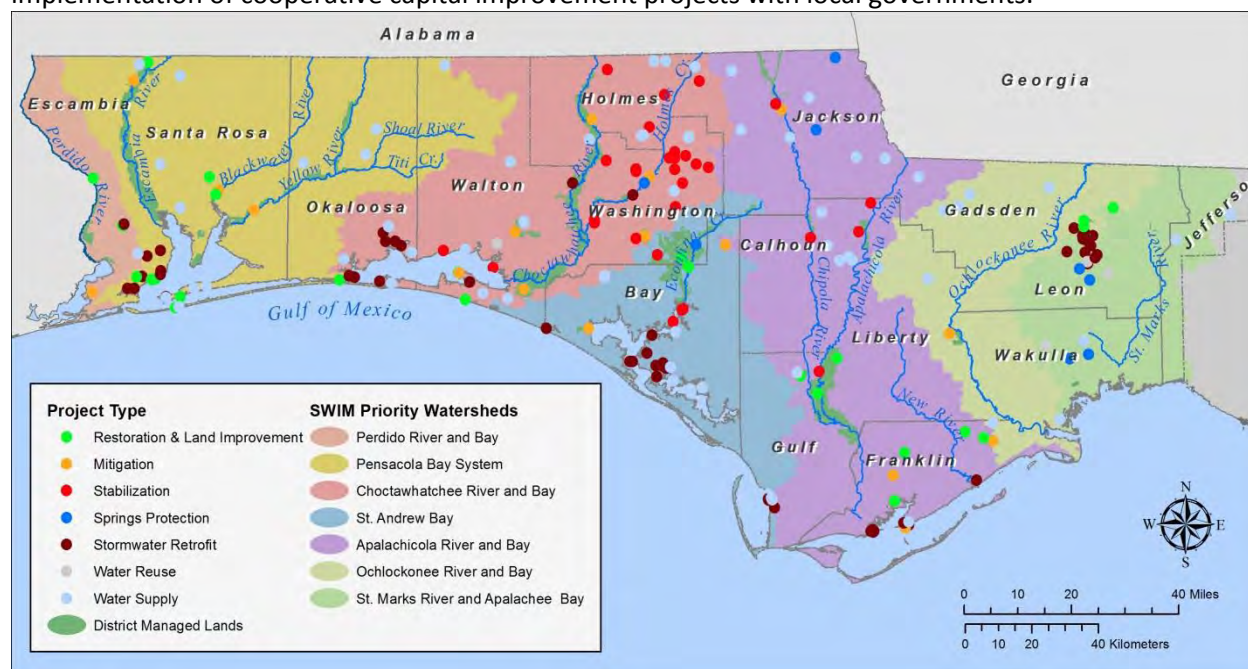 implementation of cooperative capital improvement projects with local governments.
Alabama
Georgia
Escambia
Santa Rosa
Holmes
Jackson
Perdido River
Escambia River
Blackwater River
Yellow River
Shoal River
Titi Cr.
Holmes Cr.
Walton
Okaloosa
Washington
Choctawhatchee River
Econfina Cr.
Bay
Calhoun
Chipola River
Apalachicola River
Gadsden
Jefferson
Ochlockonee River
Leon
St. Marks River
Liberty
Wakulla
New River
Gulf
Franklin
Gulf of Mexico
Project Type
Restoration & Land Improvement
Mitigation
Stabilization
Springs Protection
Stormwater Retrofit
Water Reuse
Water Supply
District Managed Lands
SWIM Priority Watersheds
Perdido River and Bay
Pensacola Bay System
Choctawhatchee River and Bay
St. Andrew Bay
Apalachicola River and Bay
Ochlockonee River and Bay
St. Marks River and Apalachee Bay
N
W E
S
0 10 20 40 Miles
0 10 20 40 Kilometers